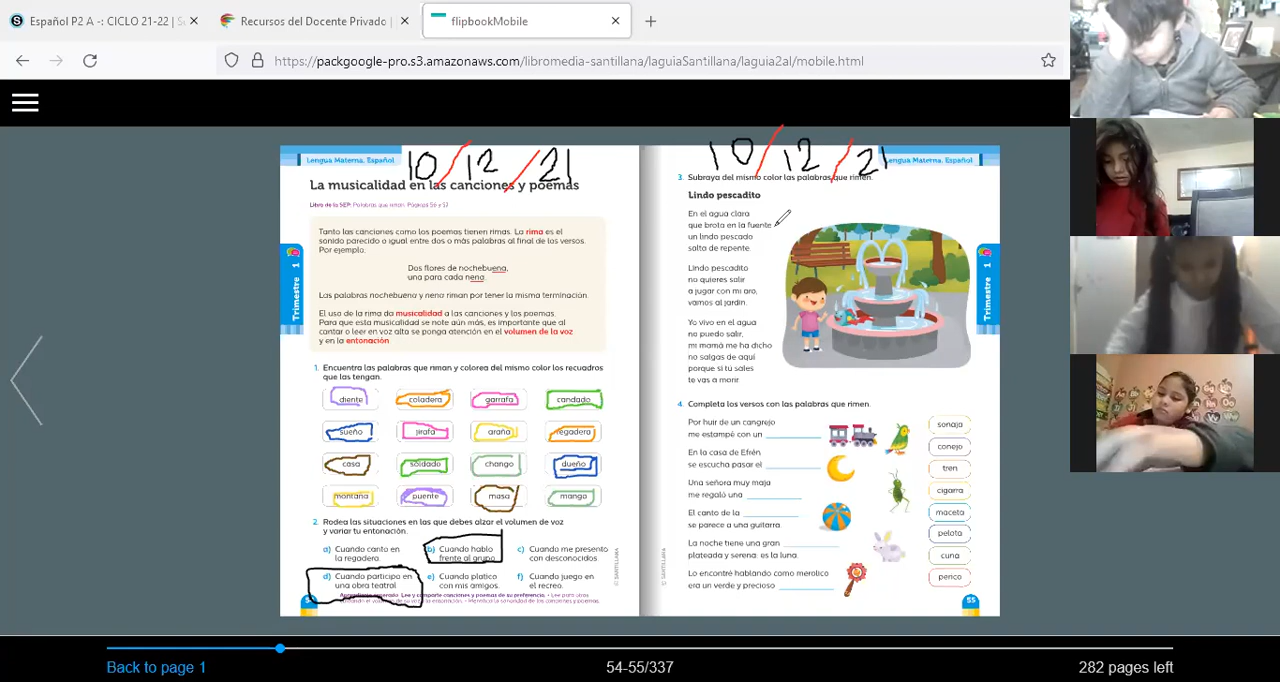 Español P2 A -: CICLO 21-22 | S
Recursos del Docente Privado |
flipbookMobile
https://packgoogle-pro.s3.amazonaws.com/libromedia-santillana/laguiaSantillana/laguia2al/mobile.html
Lengua Materna. Español
10/12/21
La musicalidad en las canciones y poemas
Libro de la SEP: Palabras que riman. Páginas 56 y 57
Tanto las canciones como los poemas tienen rimas. La rima es el
sonido parecido o igual entre dos o más palabras al final de los versos.
Por ejemplo:
Dos flores de nochebuena,
una para cada nena.
Las palabras nochebuena y nena riman por tener la misma terminación.
El uso de la rima da musicalidad a las canciones y los poemas.
Para que esta musicalidad se note aún más, es importante que al
cantar o leer en voz alta se ponga atención en el volumen de la voz
y en la entonación
Trimestre 1
1. Encuentra las palabras que riman y colorea del mismo color los recuadros
que las tengan.
diente coladera garrafa candado
sueño jirafa araña regadera
casa soldado chango dueño
montaña puente masa mango
2. Rodea las situaciones en las que debes alzar el volumen de voz
y variar tu entonación.
a) Cuando canto en
la regadera.
b) Cuando hablo
frente al grupo.
c) Cuando me presento
con desconocidos.
d) Cuando participo en
una obra teatral
e) Cuando platico
con mis amigos.
f) Cuando juego en
el recreo.
© SANTILLANA
10/12/21
Lengua Materna. Español
3. Subraya del mismo color las palabras que rimen.
Lindo pescadito
En el agua clara
que brota en la fuente
un lindo pescado
salta de repente.
Lindo pescadito
no quieres salir
a jugar con mi aro,
vamos al jardín.
Yo vivo en el agua
no puedo salir,
mi mamá me ha dicho
no salgas de aquí
porque si tú sales
te vas a morir
Trimestre 1
4. Completa los versos con las palabras que rimen.
Por huir de un cangrejo
me estampé con un
En la casa de Efrén
se escucha pasar el
Una señora muy maja
me regaló una
El canto de la
se parece a una guitarra.
La noche tiene una gran
plateada y serena: es la luna.
Lo encontré hablando como merolico
era un verde y precioso
sonaja
conejo
tren
cigarra
maceta
pelota
cuna
perico
© SANTILLANA
55
Back to page 1
54-55/337
282 pages left